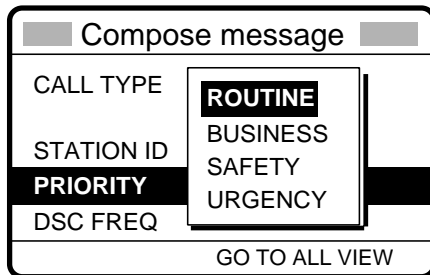 Compose message
CALL TYPE
STATION ID
PRIORITY
DSC FREQ
ROUTINE
BUSINESS
SAFETY
URGENCY
GO TO ALL VIEW